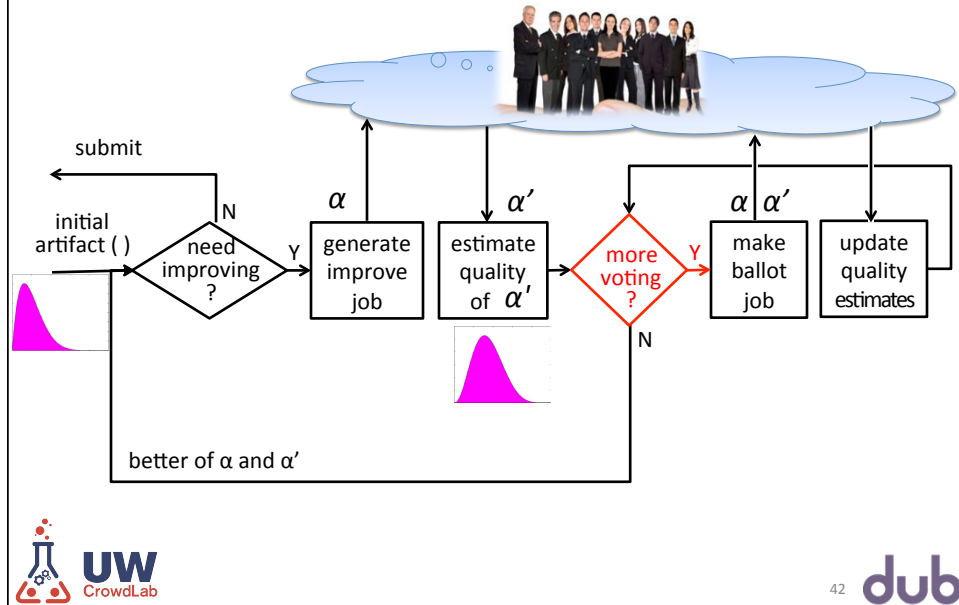 submit
N
initial
artifact ( )
need
improving
?
Y
α
generate
improve
job
α’
estimate
quality
of α'
more
voting
?
Y
N
α α’
make
ballot
job
update
quality
estimates
better of α and α’
UW
CrowdLab
42
dub